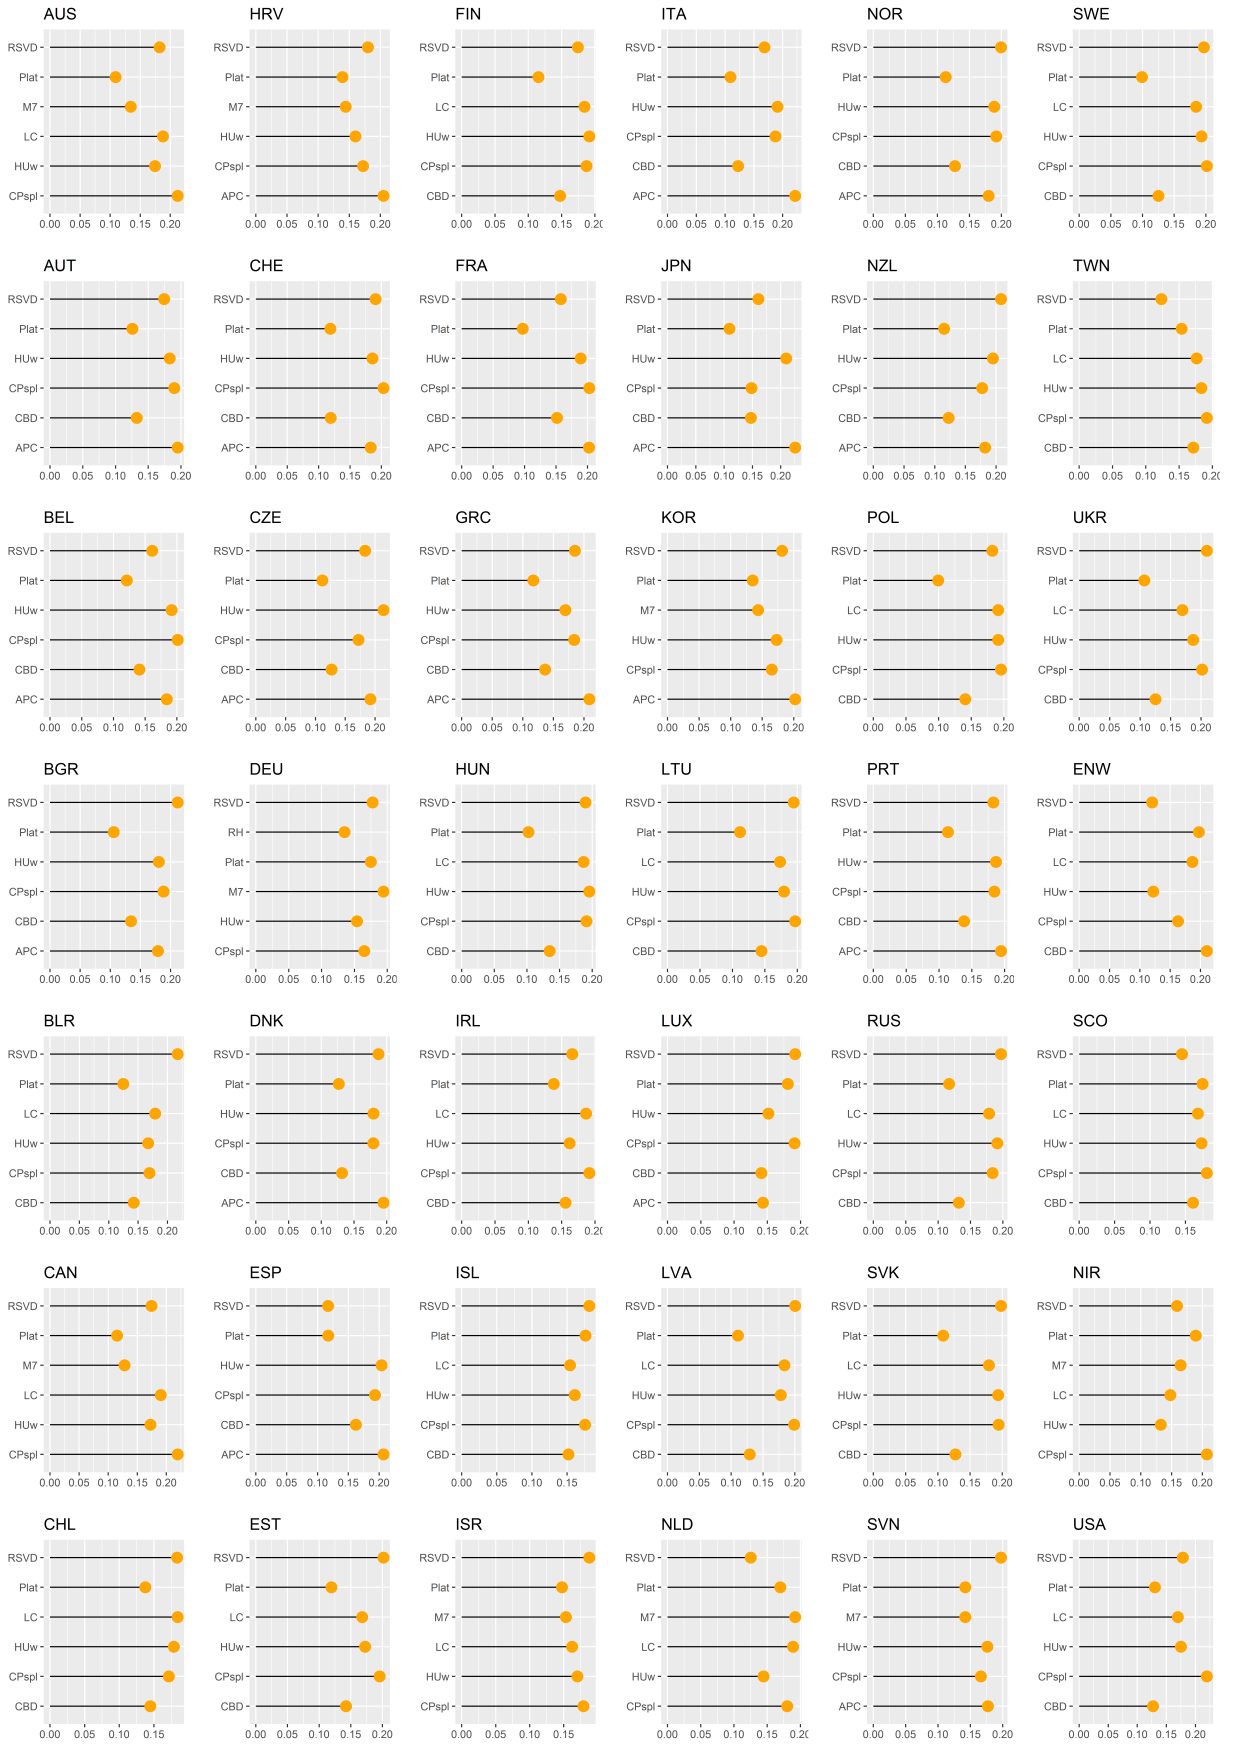 AUS HRV FIN ITA NOR SWE
RSVD RSVD RSVD RSVD RSVD RSVD
Plat Plat Plat Plat Plat Plat
M7 M7 LC HUw HUw LC
LC HUw HUw CPspl CPspl HUw
HUw CPspl CPspl CBD CBD CPspl
CPspl APC CBD APC APC CBD
0.00 0.05 0.10 0.15 0.20 0.00 0.05 0.10 0.15 0.20 0.00 0.05 0.10 0.15 0.20 0.00 0.05 0.10 0.15 0.20 0.00 0.05 0.10 0.15 0.20 0.00 0.05 0.10 0.15 0.20
AUT CHE FRA JPN NZL TWN
RSVD RSVD RSVD RSVD RSVD RSVD
Plat Plat Plat Plat Plat Plat
HUw HUw HUw HUw HUw LC
CPspl CPspl CPspl CPspl CPspl HUw
CBD CBD CBD CBD CBD CPspl
APC APC APC APC APC CBD
0.00 0.05 0.10 0.15 0.20 0.00 0.05 0.10 0.15 0.20 0.00 0.05 0.10 0.15 0.20 0.00 0.05 0.10 0.15 0.20 0.00 0.05 0.10 0.15 0.20 0.00 0.05 0.10 0.15 0.20
BEL CZE GRC KOR POL UKR
RSVD RSVD RSVD RSVD RSVD RSVD
Plat Plat Plat Plat Plat Plat
HUw HUw HUw M7 LC LC
CPspl CPspl CPspl HUw HUw HUw
CBD CBD CBD CPspl CPspl CPspl
APC APC APC APC CBD CBD
0.00 0.05 0.10 0.15 0.20 0.00 0.05 0.10 0.15 0.20 0.00 0.05 0.10 0.15 0.20 0.00 0.05 0.10 0.15 0.20 0.00 0.05 0.10 0.15 0.20 0.00 0.05 0.10 0.15 0.20
BGR DEU HUN LTU PRT ENW
RSVD RSVD RSVD RSVD RSVD RSVD
Plat RH Plat Plat Plat Plat
HUw Plat LC LC HUw LC
CPspl M7 HUw HUw CPspl HUw
CBD HUw CPspl CPspl CBD CPspl
APC CPspl CBD CBD APC CBD
0.00 0.05 0.10 0.15 0.20 0.00 0.05 0.10 0.15 0.20 0.00 0.05 0.10 0.15 0.20 0.00 0.05 0.10 0.15 0.20 0.00 0.05 0.10 0.15 0.20 0.00 0.05 0.10 0.15 0.20
BLR DNK IRL LUX RUS SCO
RSVD RSVD RSVD RSVD RSVD RSVD
Plat Plat Plat Plat Plat Plat
LC HUw LC HUw LC LC
HUw CPspl HUw CPspl HUw HUw
CPspl CBD CPspl CBD CPspl CPspl
CBD APC CBD APC CBD CBD
0.00 0.05 0.10 0.15 0.20 0.00 0.05 0.10 0.15 0.20 0.00 0.05 0.10 0.15 0.20 0.00 0.05 0.10 0.15 0.20 0.00 0.05 0.10 0.15 0.20 0.00 0.05 0.10 0.15
CAN ESP ISL LVA SVK NIR
RSVD RSVD RSVD RSVD RSVD RSVD
Plat Plat Plat Plat Plat Plat
M7 HUw LC LC LC M7
LC CPspl HUw HUw HUw LC
HUw CBD CPspl CPspl CPspl HUw
CPspl APC CBD CBD CBD CPspl
0.00 0.05 0.10 0.15 0.20 0.00 0.05 0.10 0.15 0.20 0.00 0.05 0.10 0.15 0.00 0.05 0.10 0.15 0.20 0.00 0.05 0.10 0.15 0.20 0.00 0.05 0.10 0.15 0.20
CHL EST ISR NLD SVN USA
RSVD RSVD RSVD RSVD RSVD RSVD
Plat Plat Plat Plat Plat Plat
LC LC M7 M7 M7 LC
HUw HUw LC LC HUw HUw
CPspl CPspl HUw HUw CPspl CPspl
CBD CBD CPspl CPspl APC CBD
0.00 0.05 0.10 0.15 0.00 0.05 0.10 0.15 0.20 0.00 0.05 0.10 0.15 0.00 0.05 0.10 0.15 0.20 0.00 0.05 0.10 0.15 0.20 0.00 0.05 0.10 0.15 0.20